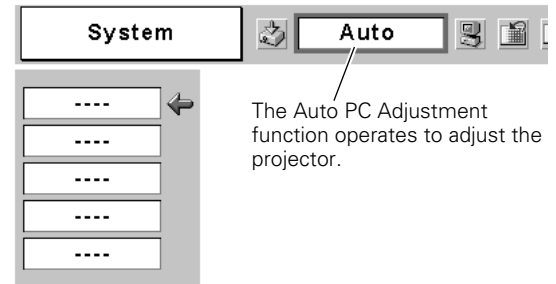 System
Auto
----
----
----
----
----
The Auto PC Adjustment
function operates to adjust the
projector.